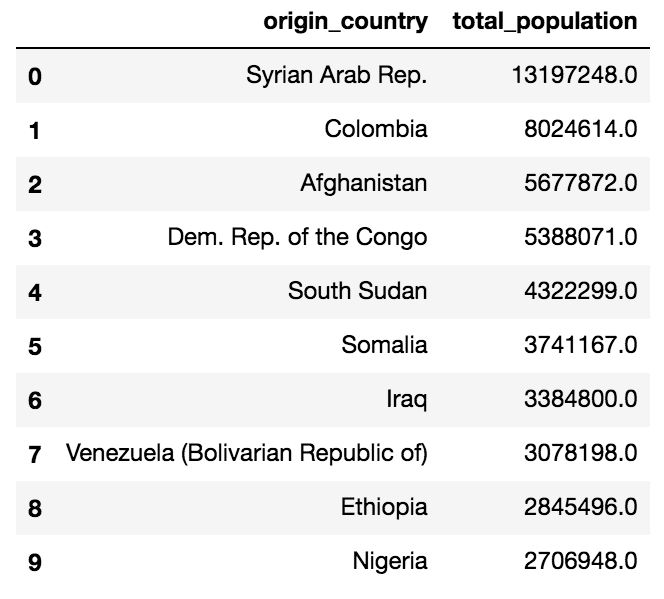 origin_country total_population
0 Syrian Arab Rep. 13197248.0
1 Colombia 8024614.0
2 Afghanistan 5677872.0
3 Dem. Rep. of the Congo 5388071.0
4 South Sudan 4322299.0
5 Somalia 3741167.0
6 Iraq 3384800.0
7 Venezuela (Bolivarian Republic of) 3078198.0
8 Ethiopia 2845496.0
9 Nigeria 2706948.0